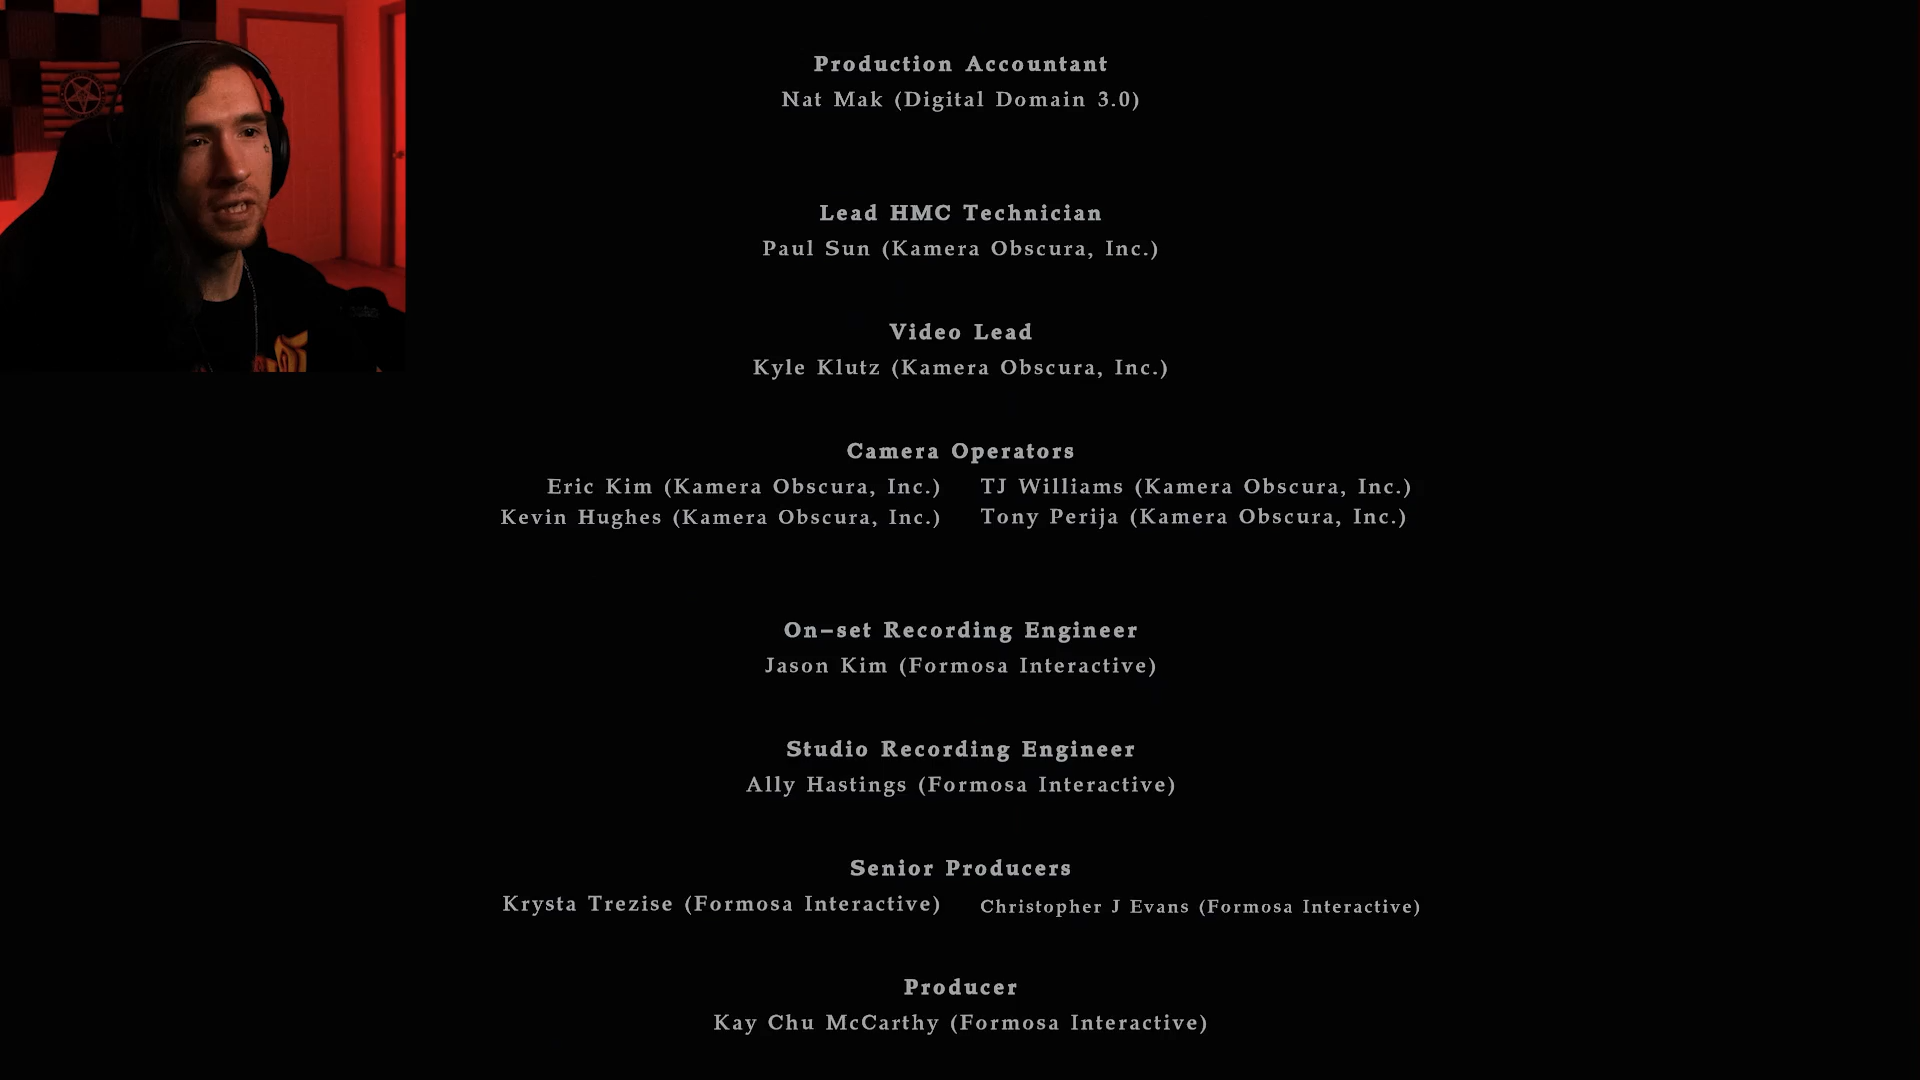 Production Accountant
Nat Mak (Digital Domain 3.0)
Lead HMC Technician
Paul Sun (Kamera Obscura, Inc.)
Video Lead
Kyle Klutz (Kamera Obscura, Inc.)
Camera Operators
Eric Kim (Kamera Obscura, Inc.) TJ Williams (Kamera Obscura, Inc.)
Kevin Hughes (Kamera Obscura, Inc.) Tony Perija (Kamera Obscura, Inc.)
On-set Recording Engineer
Jason Kim (Formosa Interactive)
Studio Recording Engineer
Ally Hastings (Formosa Interactive)
Senior Producers
Krysta Trezise (Formosa Interactive) Christopher J Evans (Formosa Interactive)
Producer
Kay Chu McCarthy (Formosa Interactive)